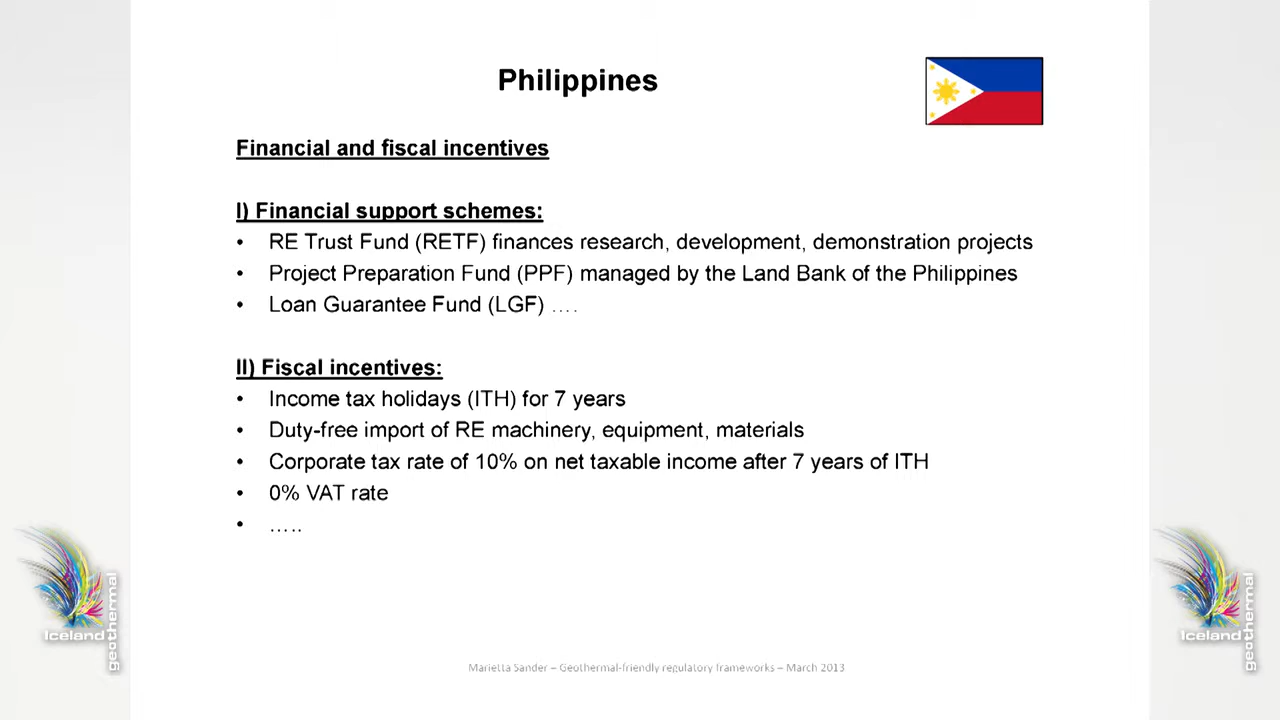 Philippines
Financial and fiscal incentives
I) Financial support schemes:
• RE Trust Fund (RETF) finances research, development, demonstration projects
• Project Preparation Fund (PPF) managed by the Land Bank of the Philippines
• Loan Guarantee Fund (LGF) ….
II) Fiscal incentives:
• Income tax holidays (ITH) for 7 years
• Duty-free import of RE machinery, equipment, materials
• Corporate tax rate of 10% on net taxable income after 7 years of ITH
• 0% VAT rate
• …..
Iceland
geothermal
Iceland
geothermal
Marietta Sander – Geothermal-friendly regulatory frameworks – March 2013